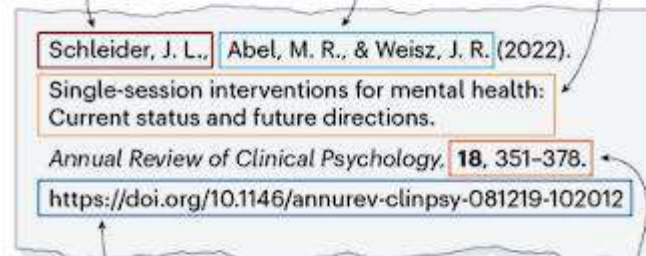 Schleider, J. L., Abel, M. R., & Weisz, J. R. (2022).
Single-session interventions for mental health:
Current status and future directions.
Annual Review of Clinical Psychology, 18, 351–378.
https://doi.org/10.1146/annurev-clinpsy-081219-102012